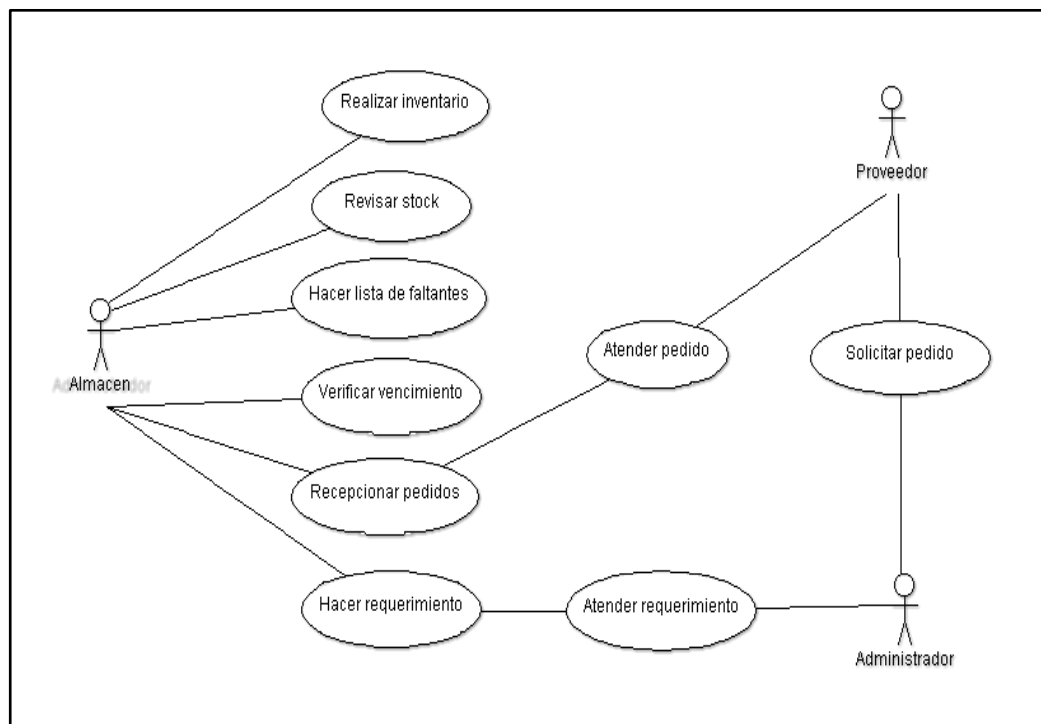 Realizar inventario
Proveedor
Revisar stock
Hacer lista de faltantes
Almacen
Atender pedido
Solicitar pedido
Verificar vencimiento
Recepcionar pedidos
Hacer requerimiento
Atender requerimiento
Administrador